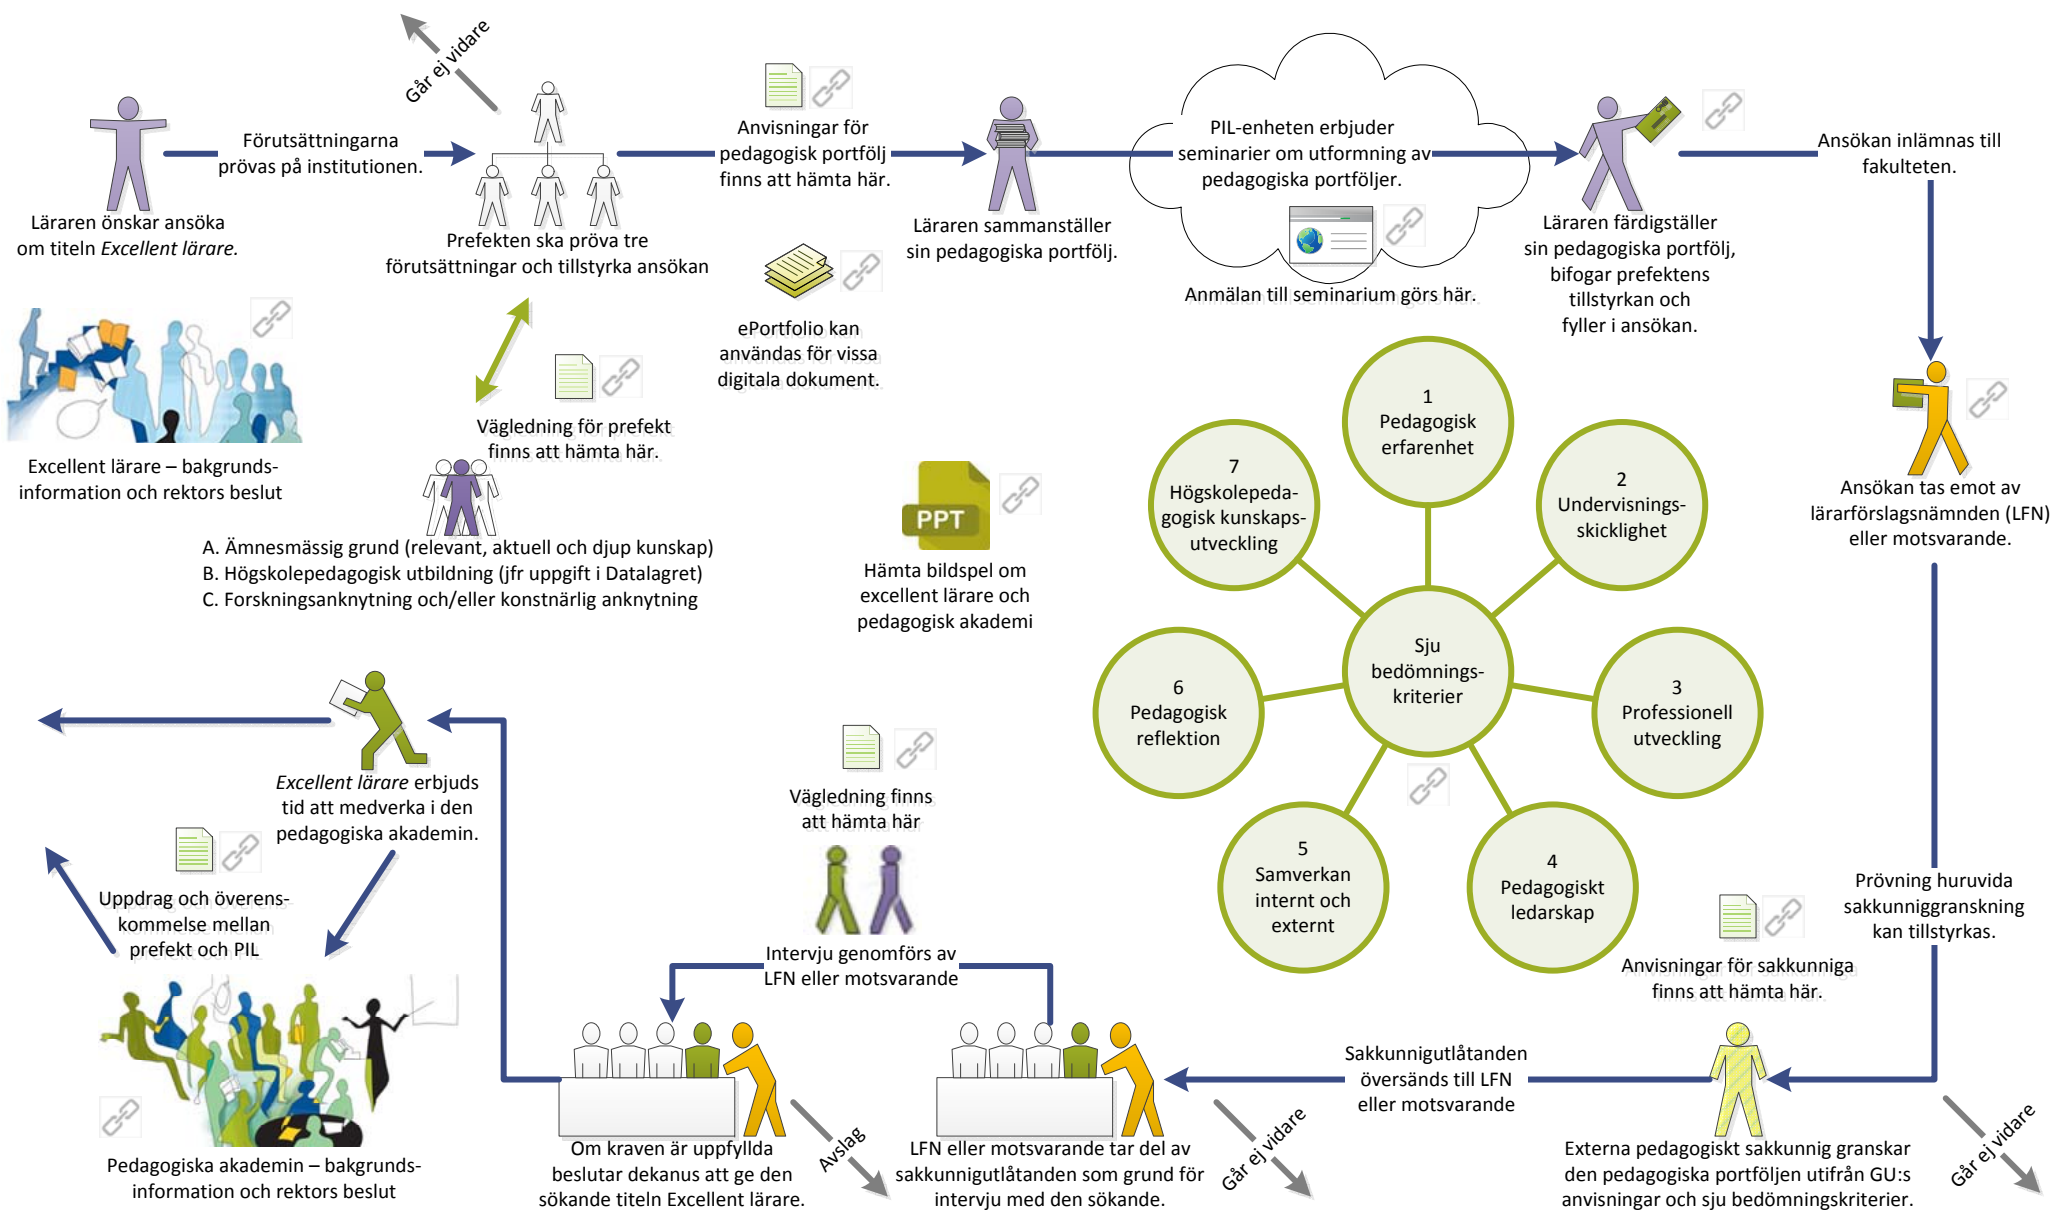 Går ej vidare
Läraren önskar ansöka
om titeln Excellent lärare.
Förutsättningarna
prövas på institutionen.
Prefekten ska pröva tre
förutsättningar och tillstyrka ansökan
Anvisningar för
pedagogisk portfölj
finns att hämta här.
Läraren sammanställer
sin pedagogiska portfölj.
PIL-enheten erbjuder
seminarier om utformning av
pedagogiska portföljer.
Anmälan till seminarium görs här.
Läraren färdigställer
sin pedagogiska portfölj,
bifogar prefektens
tillstyrkan och
fyller i ansökan.
Ansökan inlämnas till
fakulteten.
ePortfolio kan
användas för vissa
digitala dokument.
Excellent lärare – bakgrunds-
information och rektors beslut
Vägledning för prefekt
finns att hämta här.
A. Ämnesmässig grund (relevant, aktuell och djup kunskap)
B. Högskolepedagogisk utbildning (jfr uppgift i Datalagret)
C. Forskningsanknytning och/eller konstnärlig anknytning
PPT
Hämta bildspel om
excellent lärare och
pedagogisk akademi
Sju
bedömnings-
kriterier
1
Pedagogisk
erfarenhet
2
Undervisnings-
skicklighet
3
Professionell
utveckling
4
Pedagogiskt
ledarskap
5
Samverkan
internt och
externt
6
Pedagogisk
reflektion
7
Högskolepeda-
gogisk kunskaps-
utveckling
Ansökan tas emot av
lärarförslagsnämnden (LFN)
eller motsvarande.
Prövning huruvida
sakkunniggranskning
kan tillstyrkas.
Anvisningar för sakkunniga
finns att hämta här.
Externa pedagogiskt sakkunnig granskar
den pedagogiska portföljen utifrån GU:s
anvisningar och sju bedömningskriterier.
Går ej vidare
Sakkunnigutlåtanden
översänds till LFN
eller motsvarande
Går ej vidare
LFN eller motsvarande tar del av
sakkunnigutlåtanden som grund för
intervju med den sökande.
Vägledning finns
att hämta här
Intervju genomförs av
LFN eller motsvarande
Om kraven är uppfyllda
beslutar dekanus att ge den
sökande titeln Excellent lärare.
Avslag
Excellent lärare erbjuds
tid att medverka i den
pedagogiska akademin.
Uppdrag och överens-
kommelse mellan
prefekt och PIL
Pedagogiska akademin – bakgrunds-
information och rektors beslut